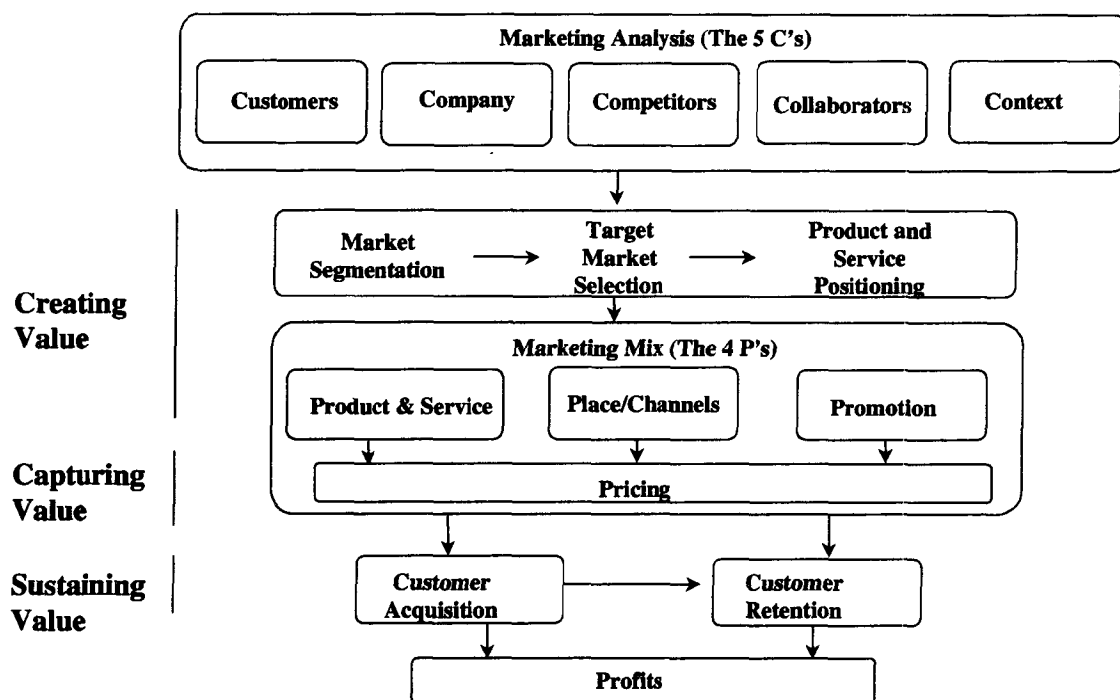 Marketing Analysis (The 5 C's)
Customers
Company
Competitors
Collaborators
Context
Creating
Value
Market
Segmentation
Target
Market
Selection
Product and
Service
Positioning
Marketing Mix (The 4 P's)
Product & Service
Place/Channels
Promotion
Capturing
Value
Pricing
Sustaining
Value
Customer
Acquisition
Customer
Retention
Profits